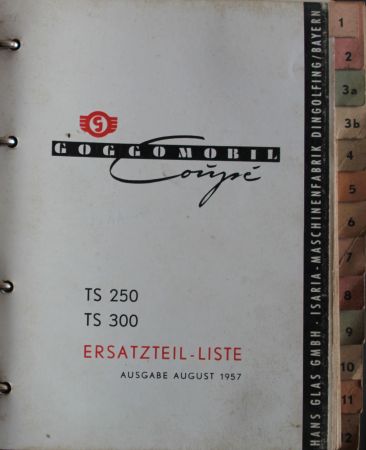 G
GOGGOMOBIL
Coupé
TS 250
TS 300
ERSATZTEIL-LISTE
AUSGABE AUGUST 1957
HANS GLAS GMBH · ISARIA-MASCHINENFABRIK DINGOLFING/BAYERN
1
2
3a
3b
4
5
6
7
8
9
10
11
12